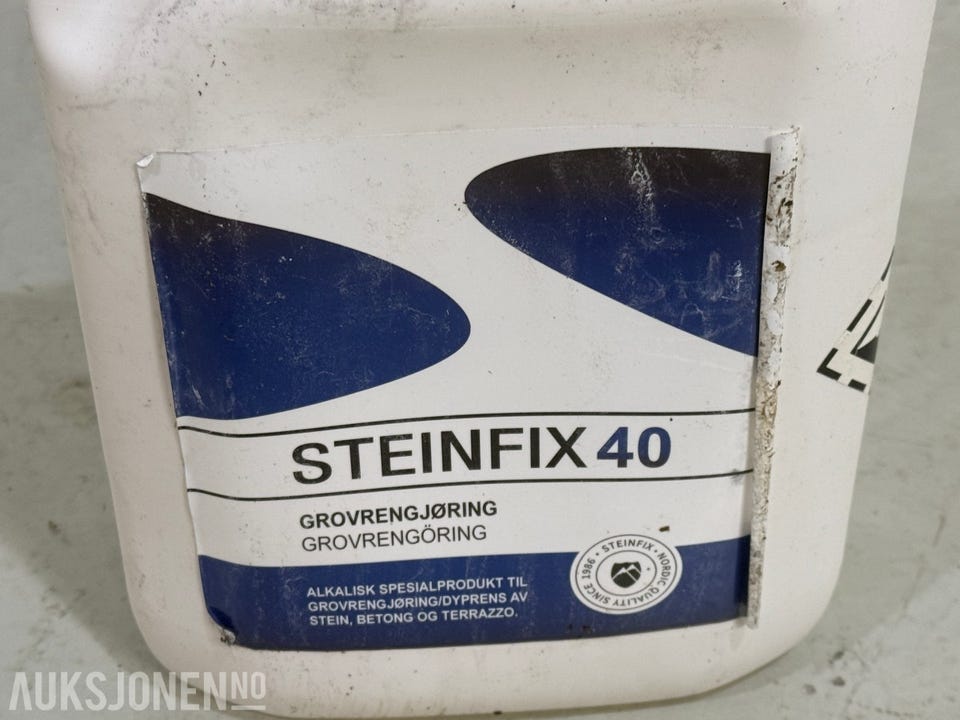 STEINFIX 40
GROVRENGJØRING
GROVRENGÖRING
ALKALISK SPESIALPRODUKT TIL
GROVRENGJØRING/DYPRENS AV
STEIN, BETONG OG TERRAZZO.
• STEINFIX • NORDIC QUALITY SINCE 1986
AUKSJONEN.NO